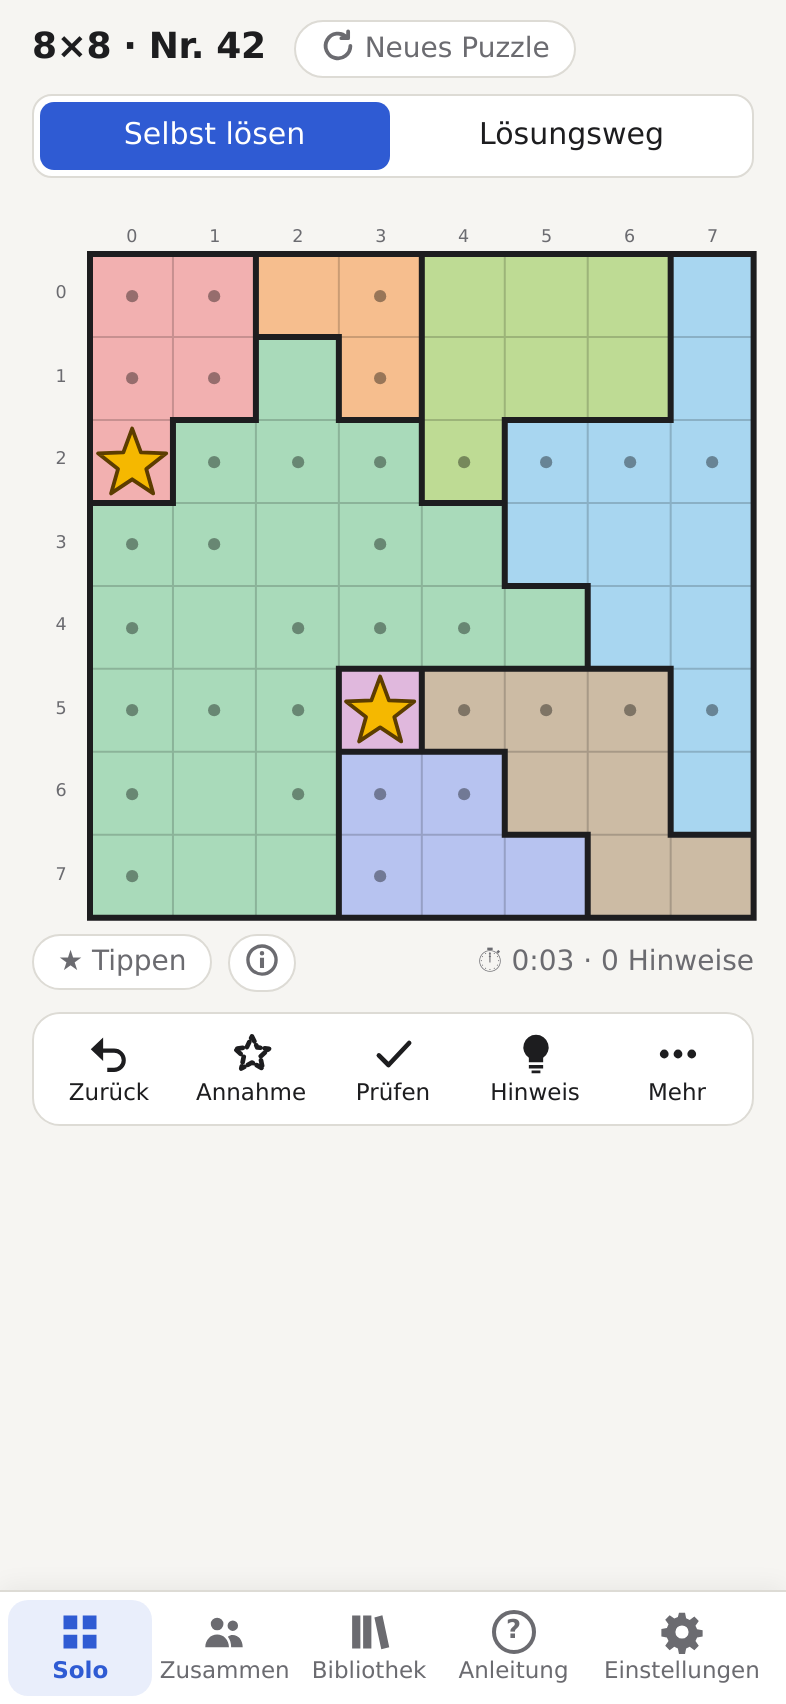 8×8 · Nr. 42
Neues Puzzle
Selbst lösen
Lösungsweg
0 1 2 3 4 5 6 7
0
1
2
3
4
5
6
7
★ Tippen
⏱ 0:03 · 0 Hinweise
Zurück
Annahme
Prüfen
Hinweis
Mehr
Solo
Zusammen
Bibliothek
Anleitung
Einstellungen